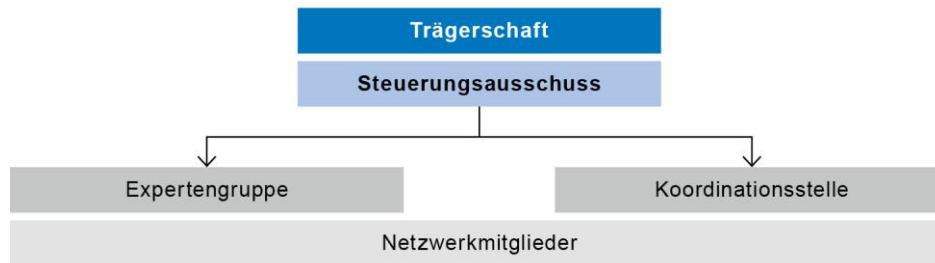 Trägerschaft
Steuerungsausschuss
Expertengruppe
Koordinationsstelle
Netzwerkmitglieder